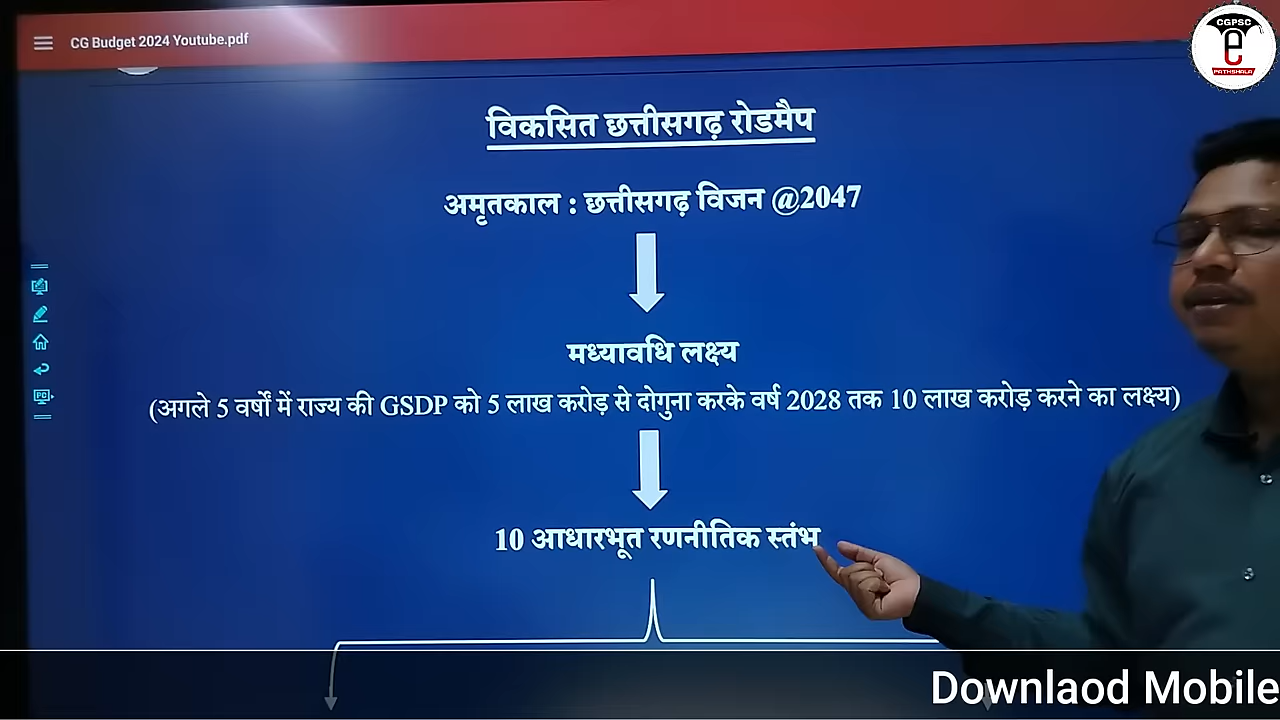 CG Budget 2024 Youtube.pdf
CGPSC
e
PATHSHALA
विकसित छत्तीसगढ़ रोडमैप
अमृतकाल : छत्तीसगढ़ विजन @2047
मध्यावधि लक्ष्य
(अगले 5 वर्षों में राज्य की GSDP को 5 लाख करोड़ से दोगुना करके वर्ष 2028 तक 10 लाख करोड़ करने का लक्ष्य)
10 आधारभूत रणनीतिक स्तंभ
Downlaod Mobile